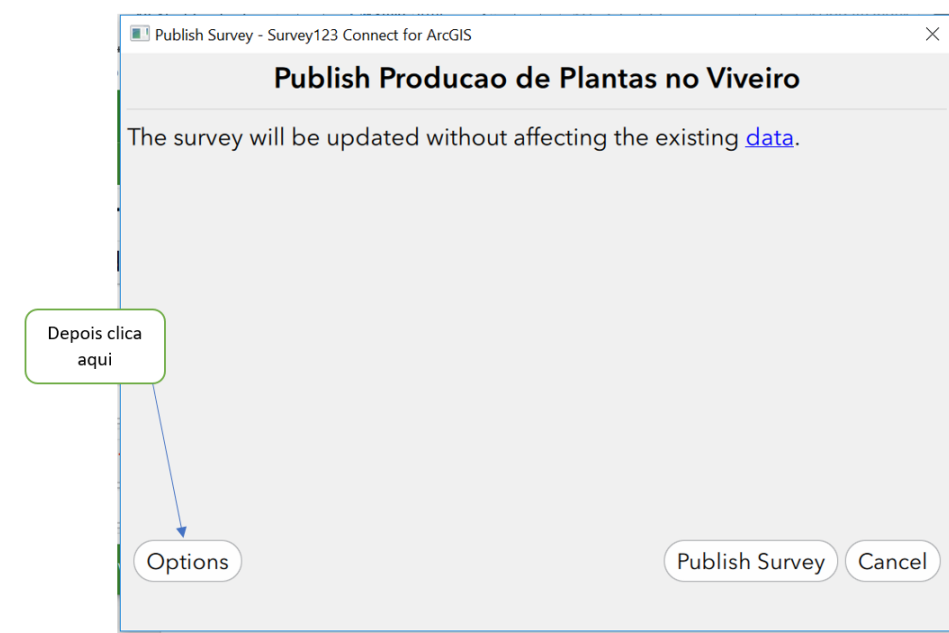 Publish Survey - Survey123 Connect for ArcGIS
Publish Producao de Plantas no Viveiro
The survey will be updated without affecting the existing data.
Depois clica
aqui
Options
Publish Survey
Cancel